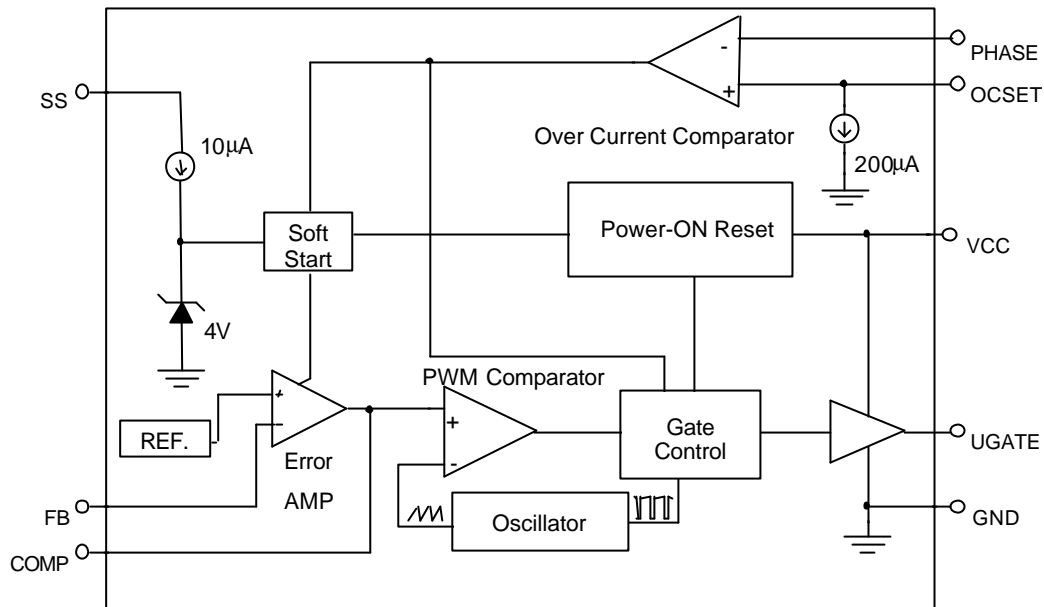 PHASE
OCSET
SS
10µA
Over Current Comparator
200µA
Soft
Start
Power-ON Reset
VCC
4V
PWM Comparator
REF.
Error
AMP
Gate
Control
UGATE
FB
Oscillator
GND
COMP